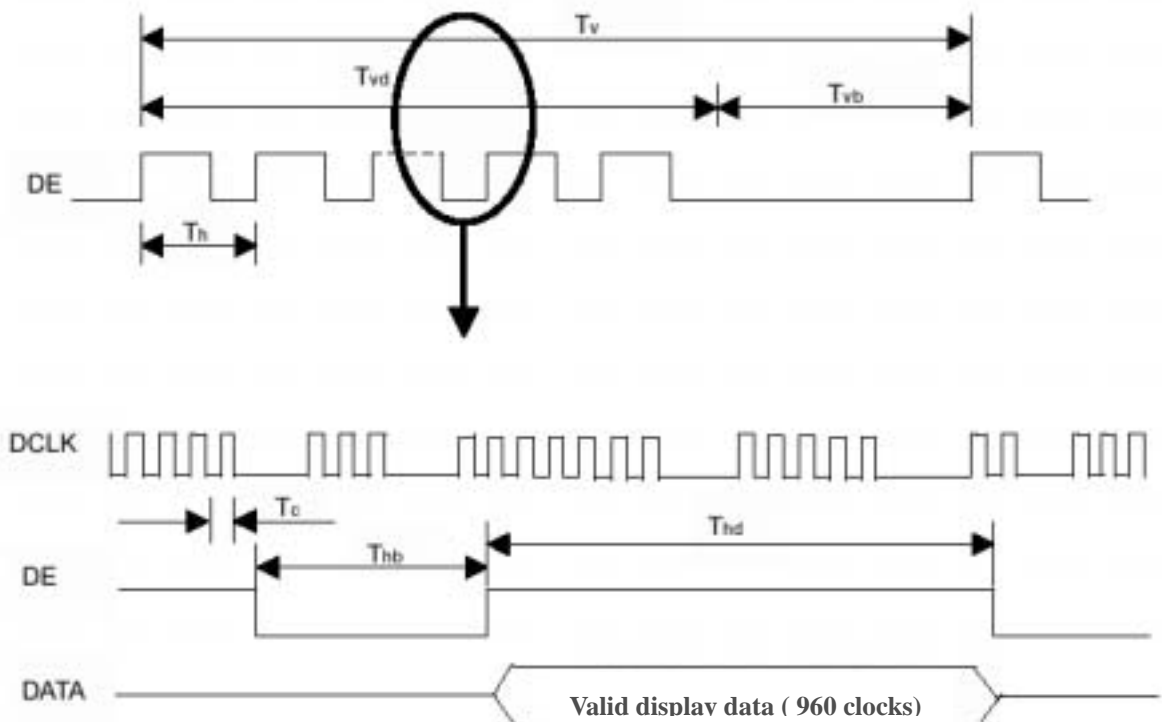 Tv
Tvd
Tvb
DE
Th
DCLK
Tc
Thd
Thb
DE
DATA
Valid display data ( 960 clocks)